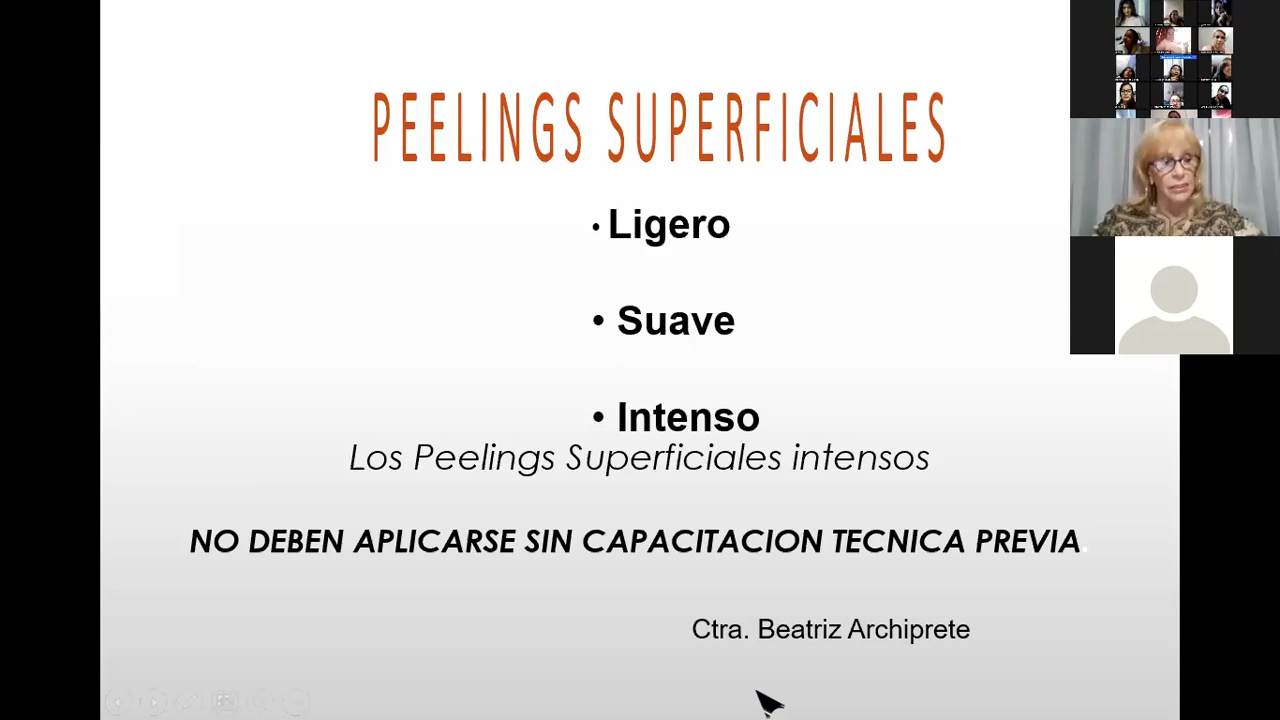 PEELINGS SUPERFICIALES
• Ligero
• Suave
• Intenso
Los Peelings Superficiales intensos
NO DEBEN APLICARSE SIN CAPACITACION TECNICA PREVIA.
Ctra. Beatriz Archiprete